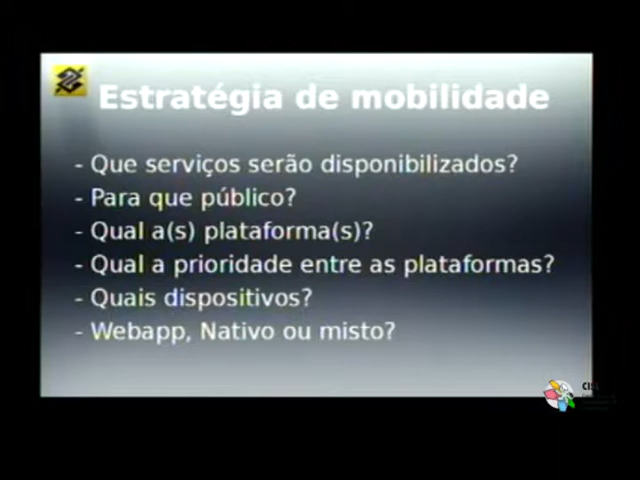 Estratégia de mobilidade
- Que serviços serão disponibilizados?
- Para que público?
- Qual a(s) plataforma(s)?
- Qual a prioridade entre as plataformas?
- Quais dispositivos?
- Webapp, Nativo ou misto?